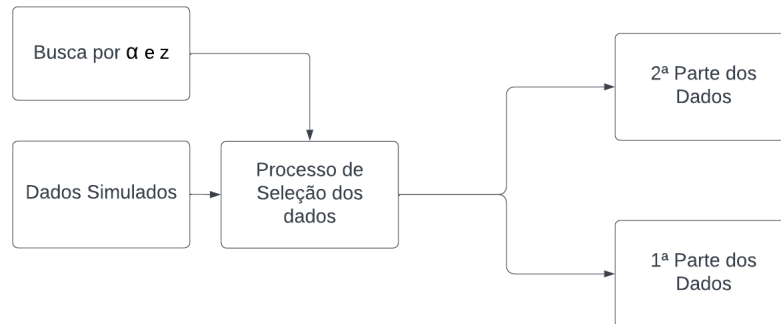 Busca por α e z
2ª Parte dos
Dados
Dados Simulados
Processo de
Seleção dos
dados
1ª Parte dos
Dados